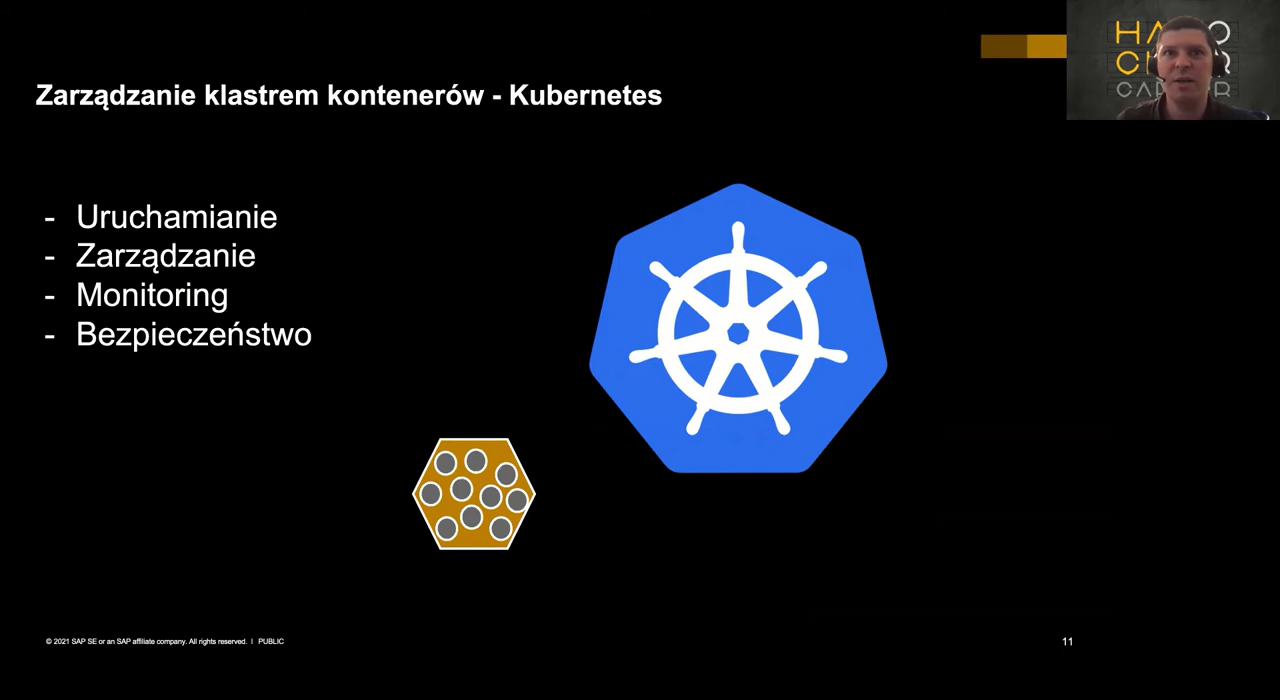 Zarządzanie klastrem kontenerów - Kubernetes
- Uruchamianie
- Zarządzanie
- Monitoring
- Bezpieczeństwo
© 2021 SAP SE or an SAP affiliate company. All rights reserved. I PUBLIC
11